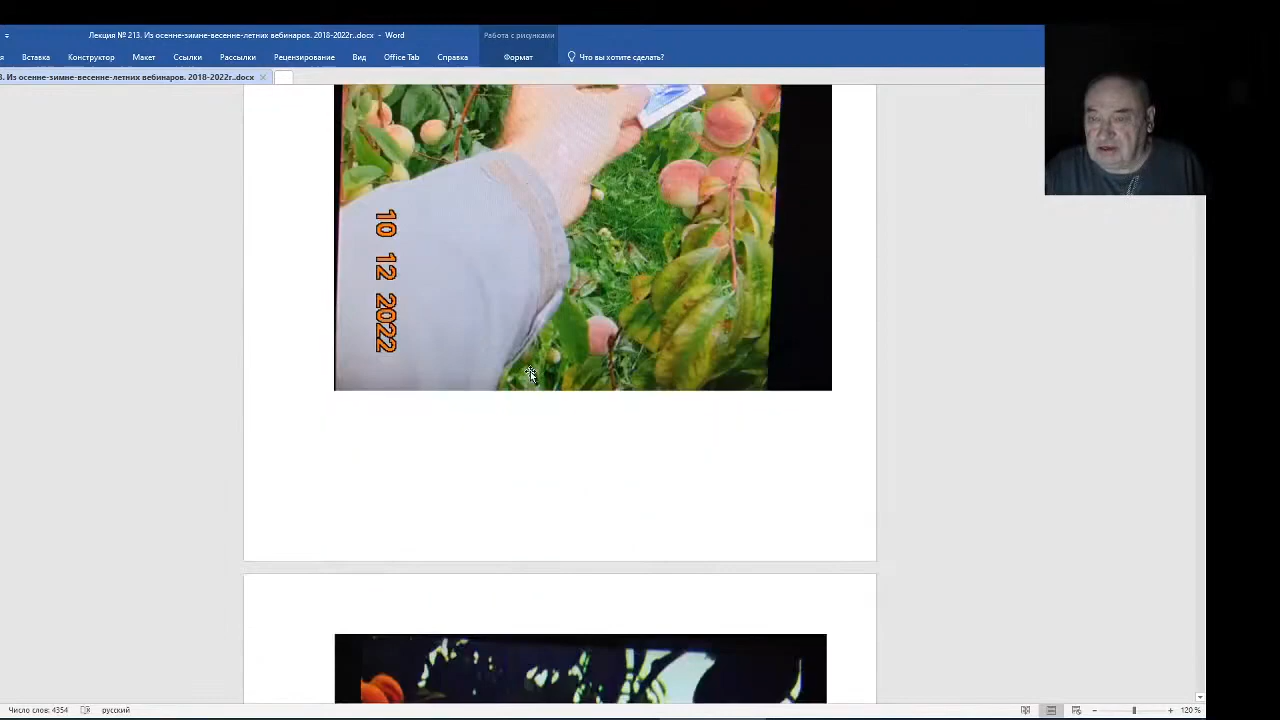 Лекция № 213. Из осенне-зимне-весенне-летних вебинаров. 2018-2022г..docx - Word
Работа с рисунками
Вставка
Конструктор
Макет
Ссылки
Рассылки
Рецензирование
Вид
Office Tab
Справка
Формат
Что вы хотите сделать?
3. Из осенне-зимне-весенне-летних вебинаров. 2018-2022г..docx
10 12 2022
Число слов: 4354
русский
120 %